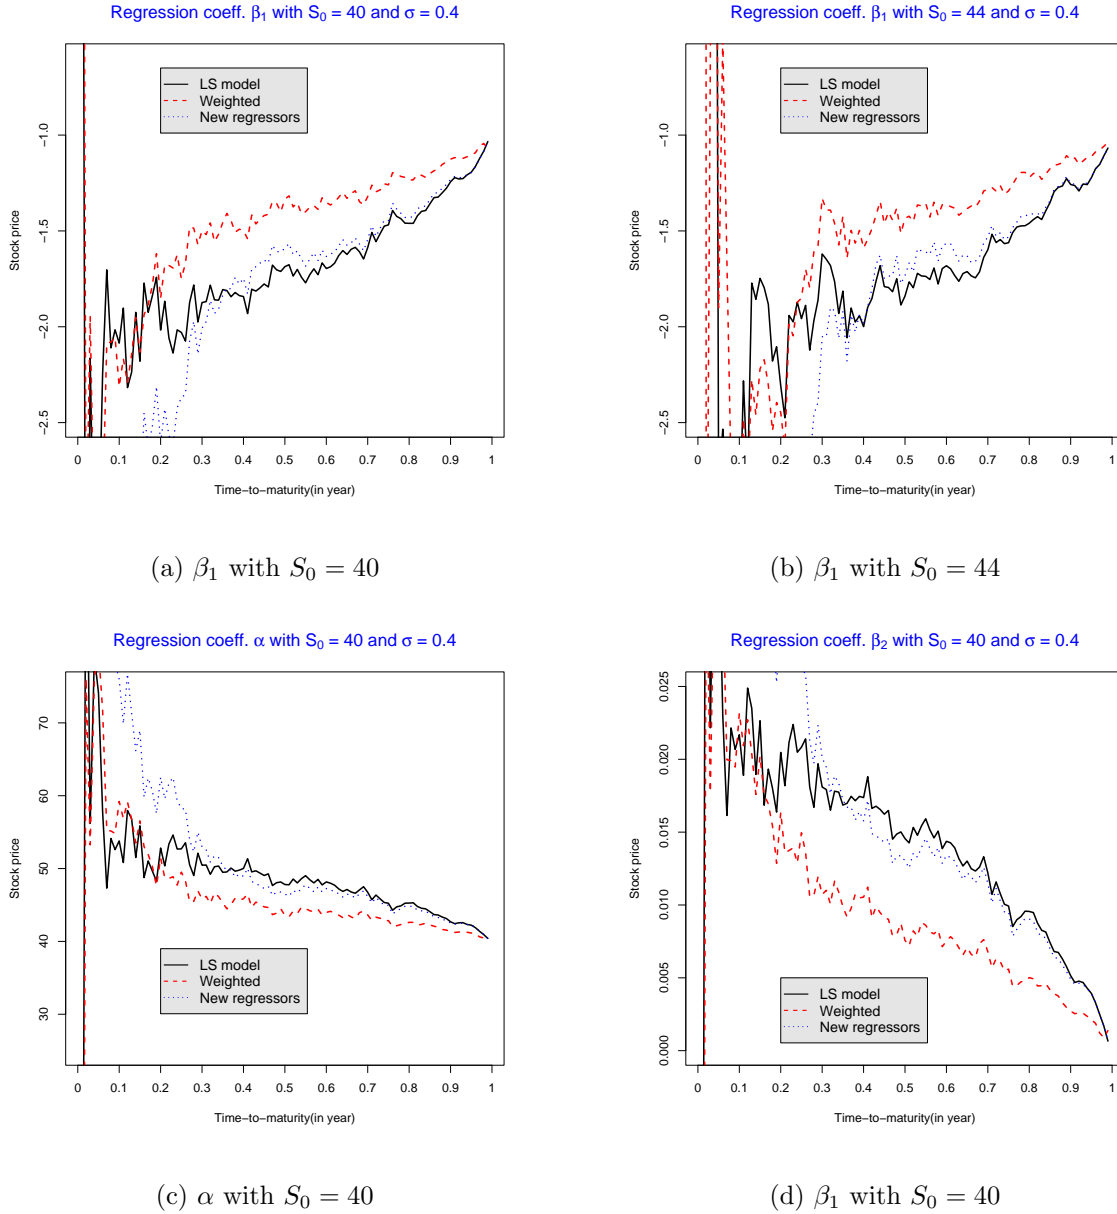 Regression coeff. β1 with S0 = 40 and σ = 0.4
Stock price
-1.0
-1.5
-2.0
-2.5
LS model
Weighted
New regressors
0 0.1 0.2 0.3 0.4 0.5 0.6 0.7 0.8 0.9 1
Time-to-maturity(in year)
(a) β1 with S0 = 40
Regression coeff. β1 with S0 = 44 and σ = 0.4
Stock price
-1.0
-1.5
-2.0
-2.5
LS model
Weighted
New regressors
0 0.1 0.2 0.3 0.4 0.5 0.6 0.7 0.8 0.9 1
Time-to-maturity(in year)
(b) β1 with S0 = 44
Regression coeff. α with S0 = 40 and σ = 0.4
Stock price
70
60
50
40
30
LS model
Weighted
New regressors
0 0.1 0.2 0.3 0.4 0.5 0.6 0.7 0.8 0.9 1
Time-to-maturity(in year)
(c) α with S0 = 40
Regression coeff. β2 with S0 = 40 and σ = 0.4
Stock price
0.025
0.020
0.015
0.010
0.005
0.000
LS model
Weighted
New regressors
0 0.1 0.2 0.3 0.4 0.5 0.6 0.7 0.8 0.9 1
Time-to-maturity(in year)
(d) β1 with S0 = 40